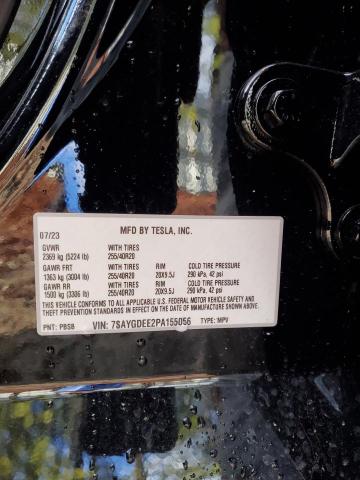 07/23 MFD BY TESLA, INC.
GVWR WITH TIRES
2369 kg (5224 lb) 255/40R20
GAWR FRT WITH TIRES RIM COLD TIRE PRESSURE
1363 kg (3004 lb) 255/40R20 20X9.5J 290 kPa, 42 psi
GAWR RR WITH TIRES RIM COLD TIRE PRESSURE
1500 kg (3306 lb) 255/40R20 20X9.5J 290 kPa, 42 psi
THIS VEHICLE CONFORMS TO ALL APPLICABLE U.S. FEDERAL MOTOR VEHICLE SAFETY AND
THEFT PREVENTION STANDARDS IN EFFECT ON THE DATE OF MANUFACTURE SHOWN ABOVE.
PNT: PBSB VIN: 7SAYGDEE2PA155056 TYPE: MPV